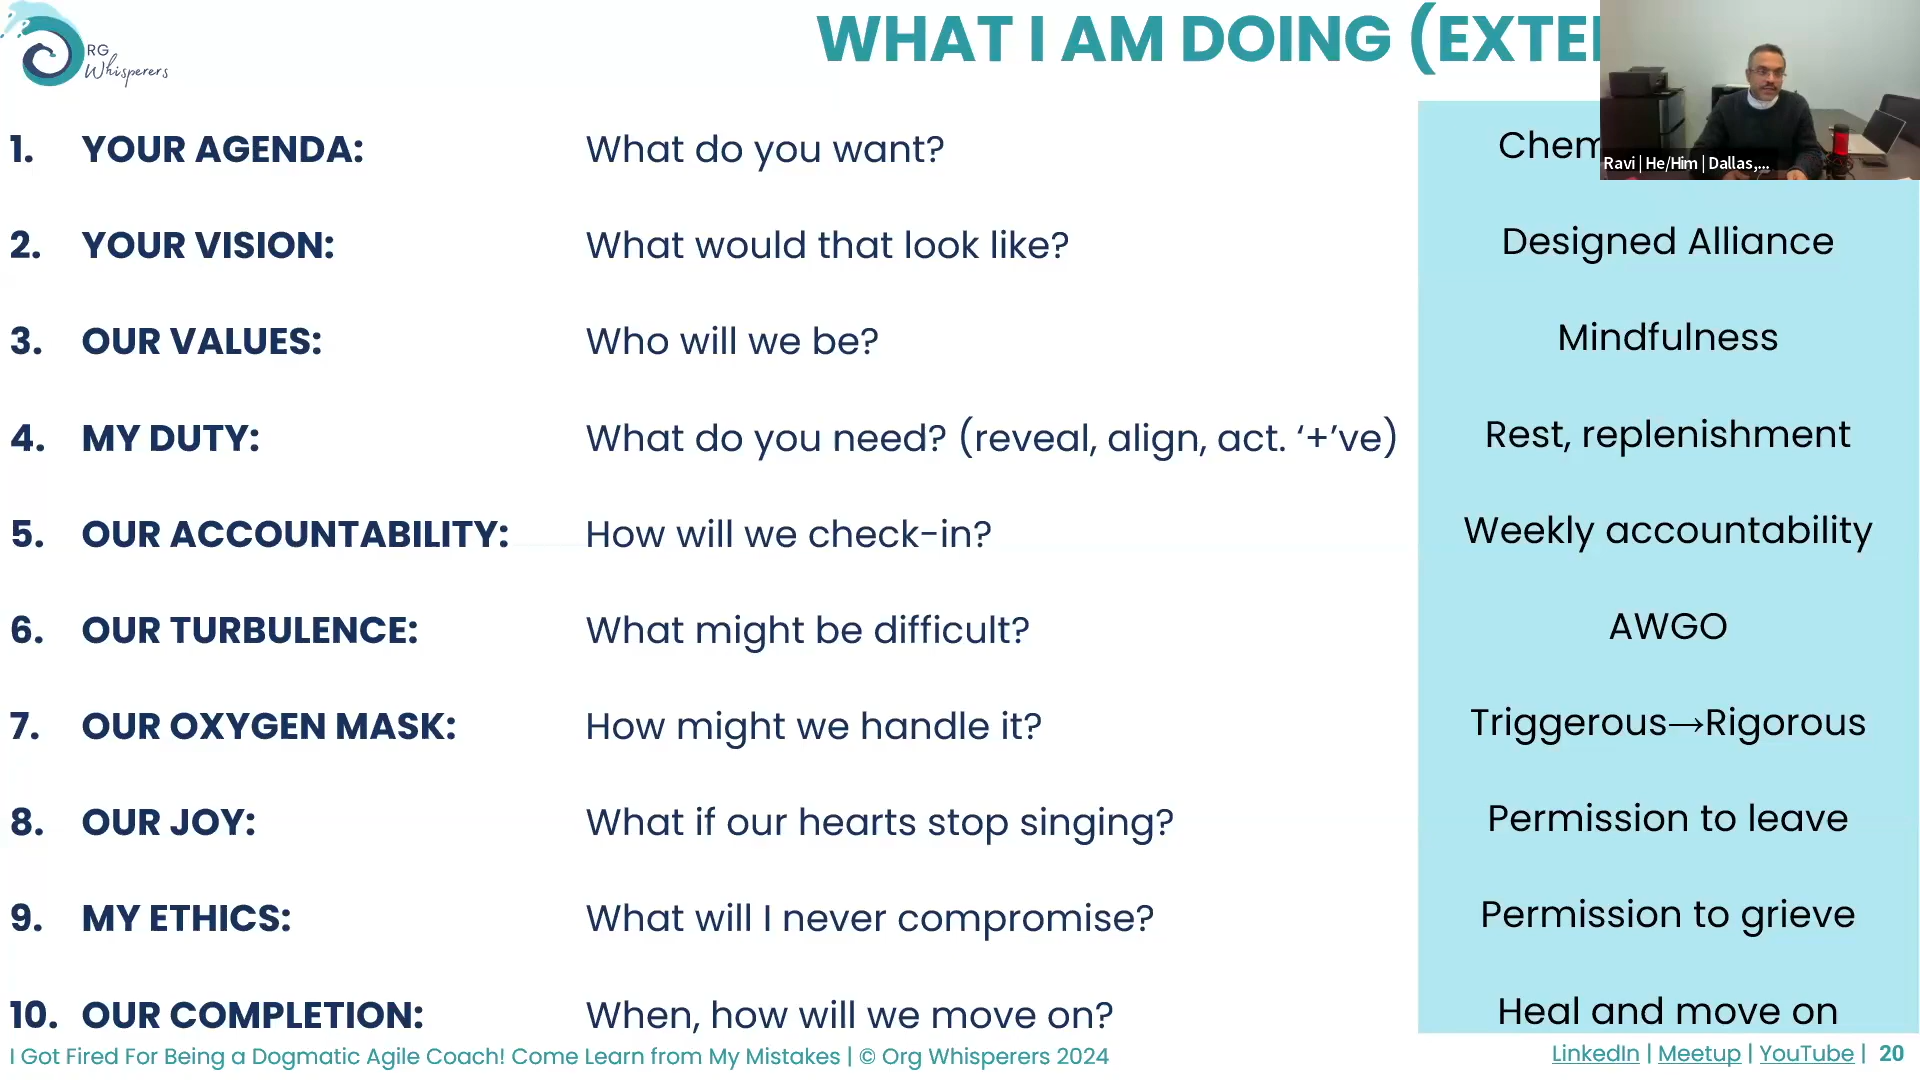 RG
Whisperers
WHAT I AM DOING
Ravi | He/Him | Dallas,...
1. YOUR AGENDA: What do you want?
2. YOUR VISION: What would that look like? Designed Alliance
3. OUR VALUES: Who will we be? Mindfulness
4. MY DUTY: What do you need? (reveal, align, act. ‘+’ve) Rest, replenishment
5. OUR ACCOUNTABILITY: How will we check-in? Weekly accountability
6. OUR TURBULENCE: What might be difficult? AWGO
7. OUR OXYGEN MASK: How might we handle it? Triggerous→Rigorous
8. OUR JOY: What if our hearts stop singing? Permission to leave
9. MY ETHICS: What will I never compromise? Permission to grieve
10. OUR COMPLETION: When, how will we move on? Heal and move on
I Got Fired For Being a Dogmatic Agile Coach! Come Learn from My Mistakes | © Org Whisperers 2024 LinkedIn | Meetup | YouTube | 20